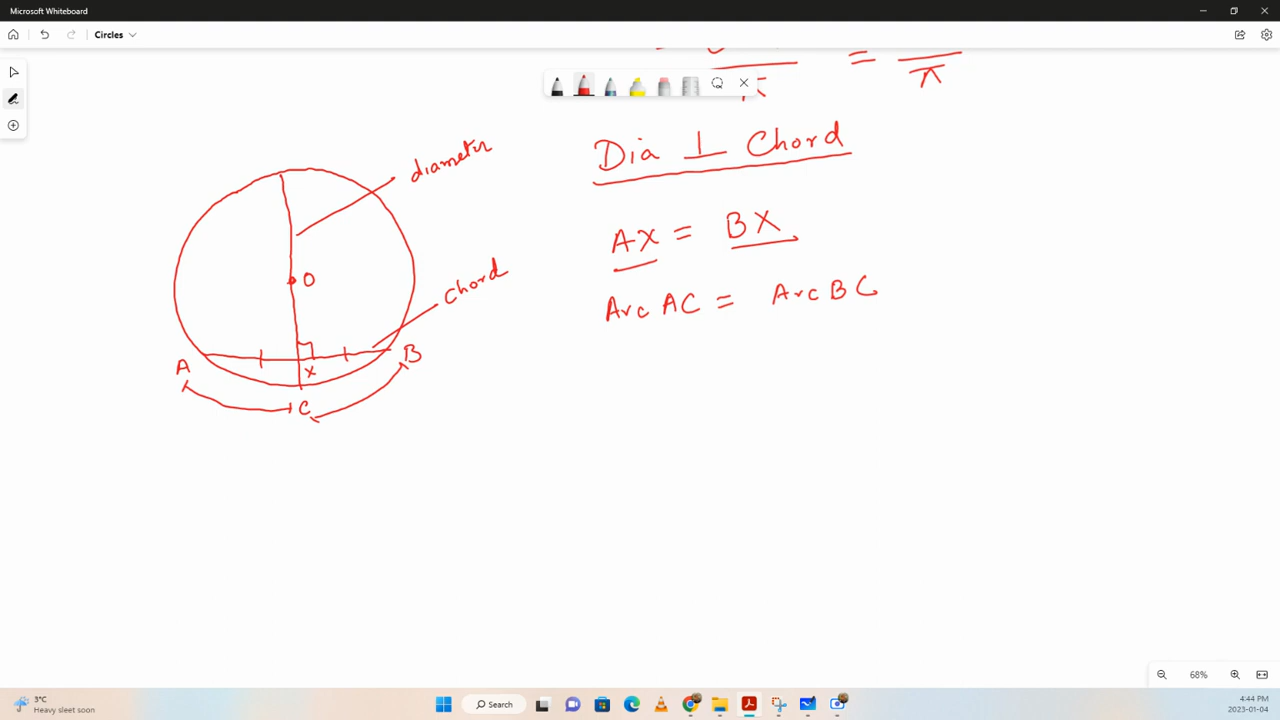 Microsoft Whiteboard
Circles
= π
π
Dia ⊥ Chord
diameter
AX = BX
O
chord
Arc AC = Arc BC
A
B
X
C
68%
3°C
Heavy sleet soon
Search
4:44 PM
2023-01-04